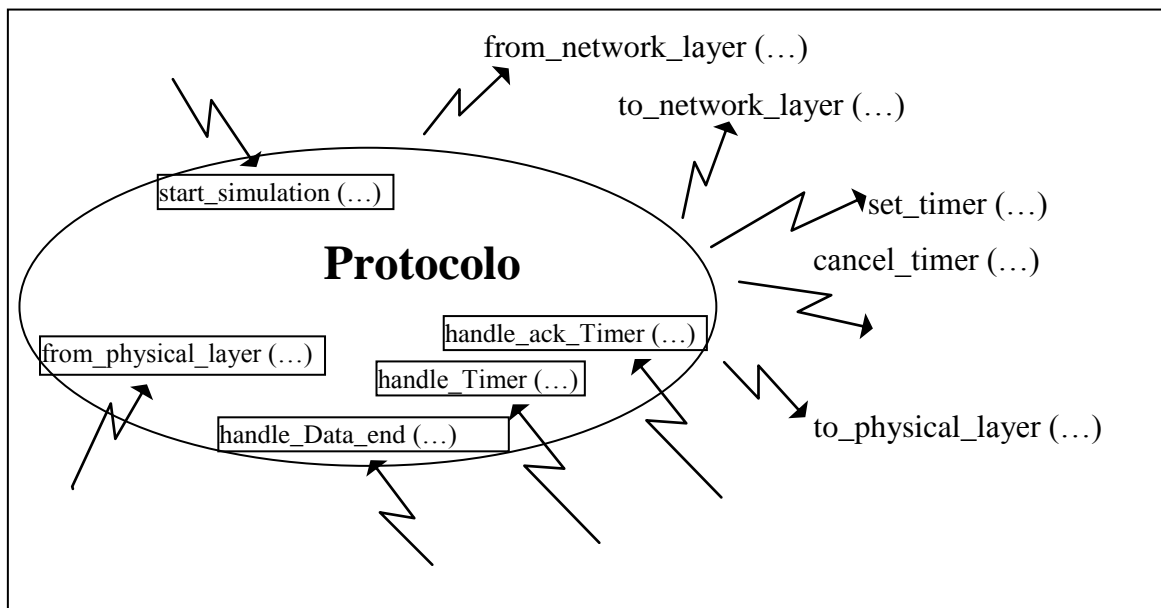 from_network_layer (…)
to_network_layer (…)
start_simulation (…)
set_timer (…)
Protocolo
cancel_timer (…)
handle_ack_Timer (…)
from_physical_layer (…)
handle_Timer (…)
handle_Data_end (…)
to_physical_layer (…)